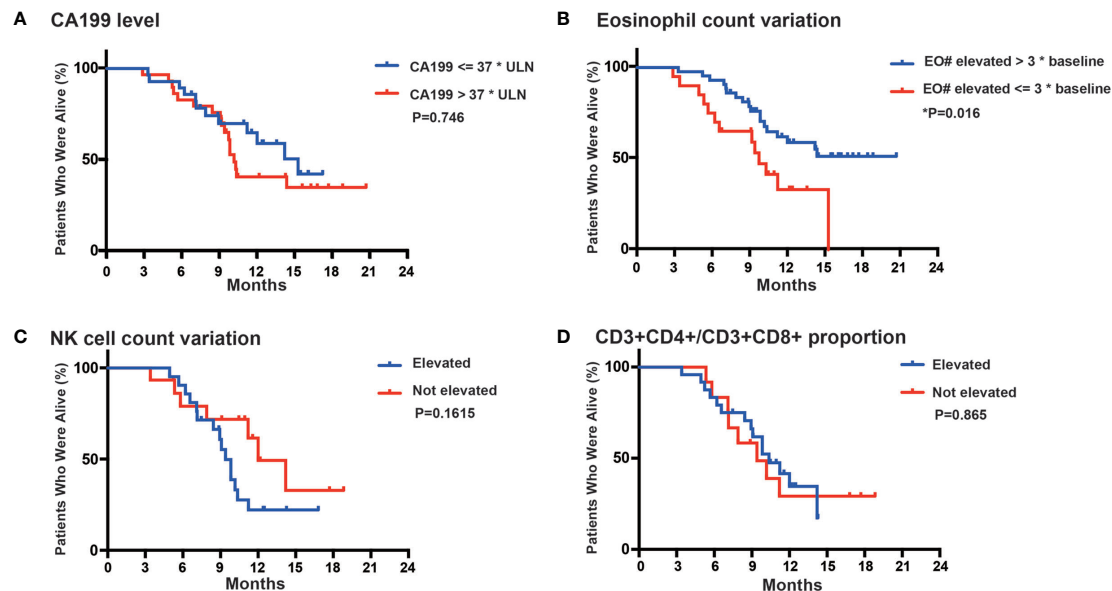 A CA199 level
Patients Who Were Alive (%)
100
50
0
0 3 6 9 12 15 18 21 24
Months
CA199 <= 37 * ULN
CA199 > 37 * ULN
P=0.746
B Eosinophil count variation
Patients Who Were Alive (%)
100
50
0
0 3 6 9 12 15 18 21 24
Months
EO# elevated > 3 * baseline
EO# elevated <= 3 * baseline
*P=0.016
C NK cell count variation
Patients Who Were Alive (%)
100
50
0
0 3 6 9 12 15 18 21 24
Months
Elevated
Not elevated
P=0.1615
D CD3+CD4+/CD3+CD8+ proportion
Patients Who Were Alive (%)
100
50
0
0 3 6 9 12 15 18 21 24
Months
Elevated
Not elevated
P=0.865